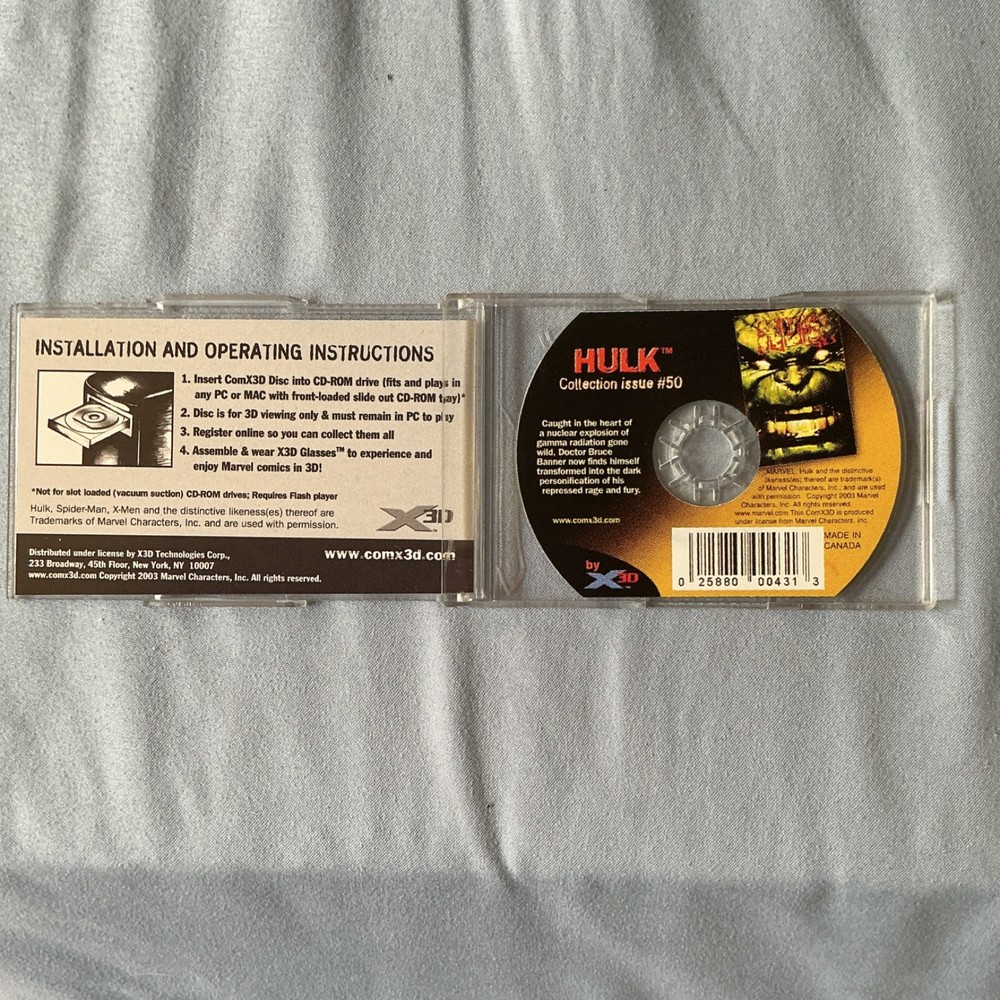 INSTALLATION AND OPERATING INSTRUCTIONS
1. Insert ComX3D Disc into CD-ROM drive (fits and plays in
any PC or MAC with front-loaded slide out CD-ROM tray)*
2. Disc is for 3D viewing only & must remain in PC to play
3. Register online so you can collect them all
4. Assemble & wear X3D Glasses™ to experience and
enjoy Marvel comics in 3D!
*Not for slot loaded (vacuum suction) CD-ROM drives; Requires Flash player
Hulk, Spider-Man, X-Men and the distinctive likeness(es) thereof are
Trademarks of Marvel Characters, Inc. and are used with permission.
X3D
Distributed under license by X3D Technologies Corp.,
233 Broadway, 45th Floor, New York, NY 10007
www.comx3d.com Copyright 2003 Marvel Characters, Inc. All rights reserved.
www.comx3d.com
HULK™
Collection issue #50
Caught in the heart of
a nuclear explosion of
gamma radiation gone
wild, Doctor Bruce
Banner now finds himself
transformed into the dark
personification of his
repressed rage and fury.
www.comx3d.com
by
X3D™
MARVEL, Hulk and the distinctive
likeness(es) thereof are trademark(s)
of Marvel Characters, Inc., and are used
with permission. Copyright 2003 Marvel
Characters, Inc. All rights reserved.
www.marvel.com This ComX3D is produced
under license from Marvel Characters, Inc.
MADE IN
CANADA
0 25880 00431 3